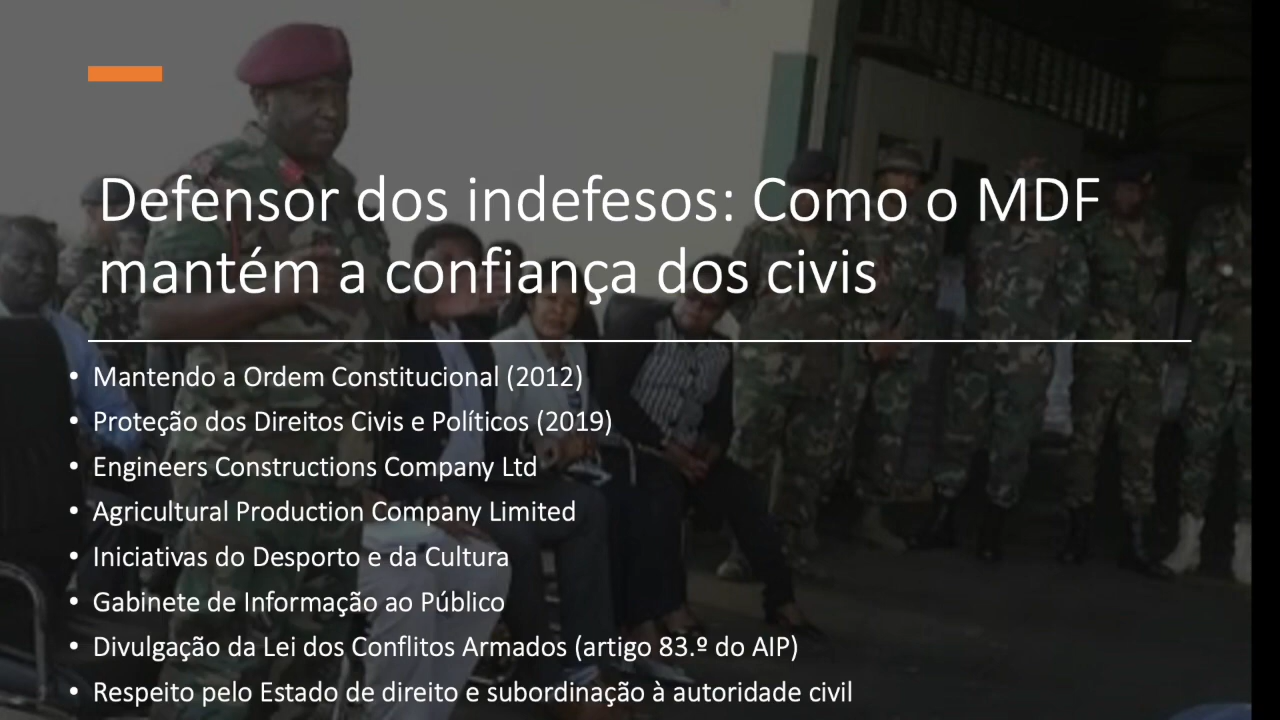 Defensor dos indefesos: Como o MDF
mantém a confiança dos civis
• Mantendo a Ordem Constitucional (2012)
• Proteção dos Direitos Civis e Políticos (2019)
• Engineers Constructions Company Ltd
• Agricultural Production Company Limited
• Iniciativas do Desporto e da Cultura
• Gabinete de Informação ao Público
• Divulgação da Lei dos Conflitos Armados (artigo 83.º do AIP)
• Respeito pelo Estado de direito e subordinação à autoridade civil